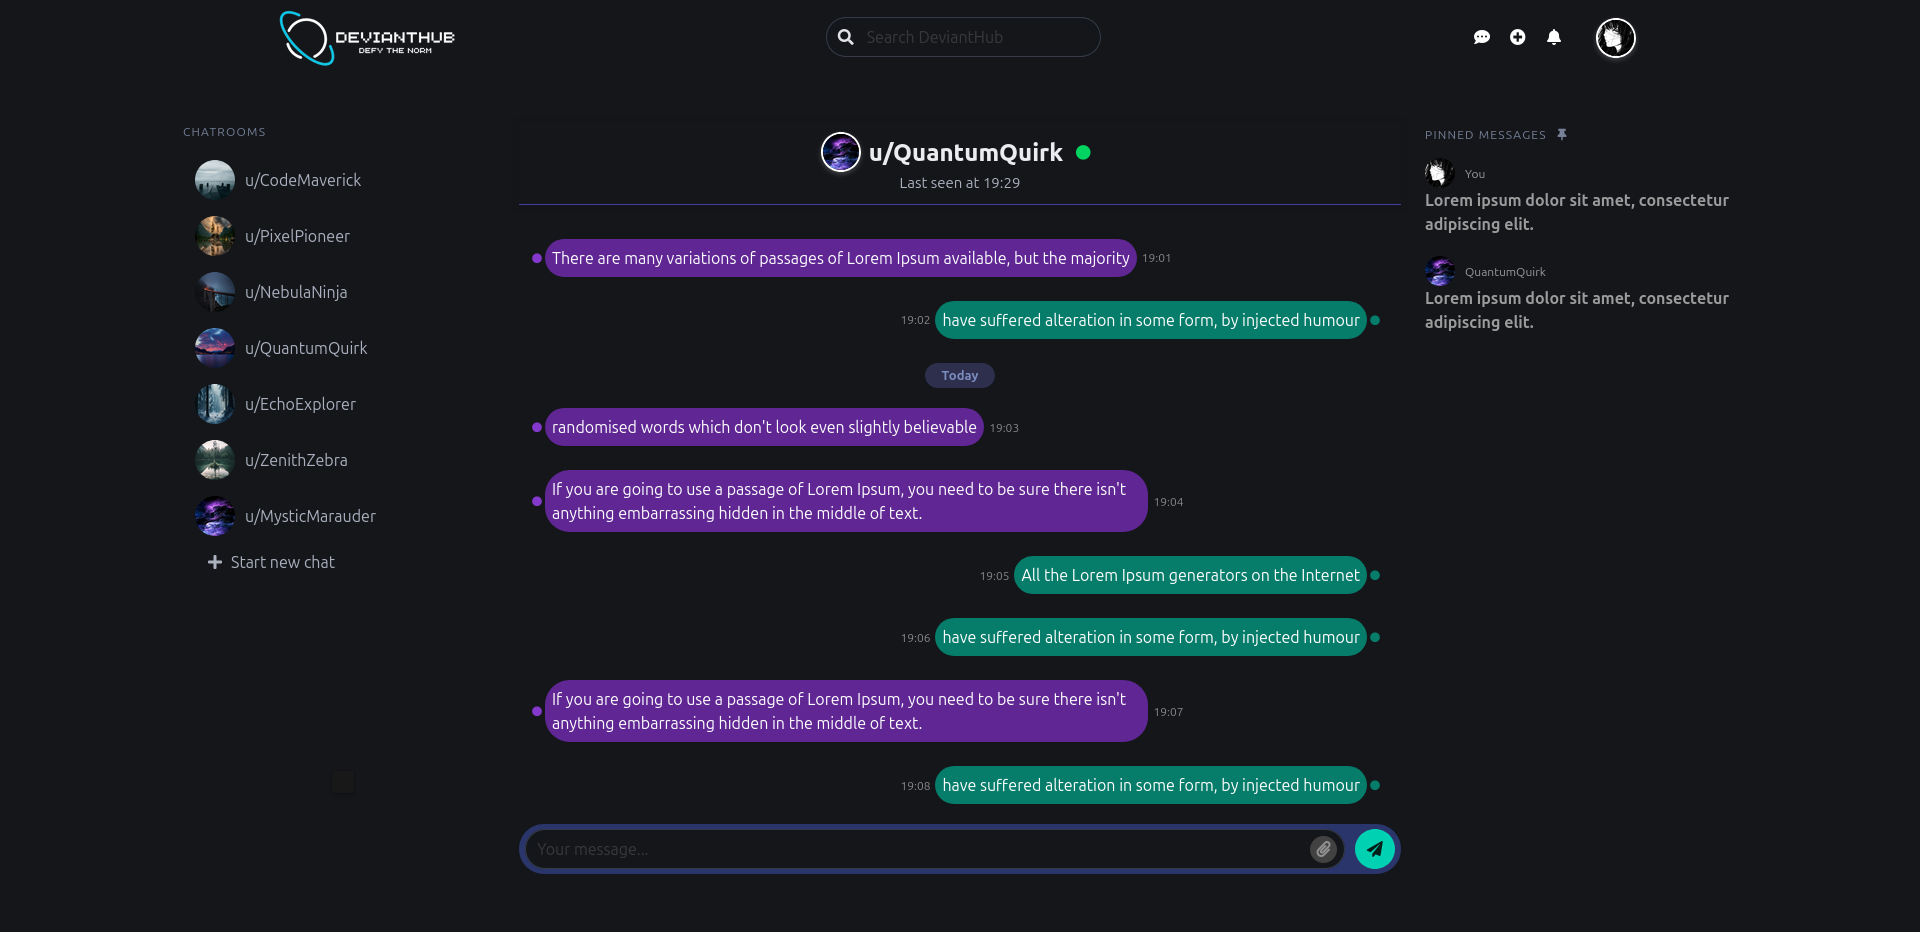 DEVIANTHUB
DEFY THE NORM
Search DeviantHub
CHATROOMS
u/CodeMaverick
u/PixelPioneer
u/NebulaNinja
u/QuantumQuirk
u/EchoExplorer
u/ZenithZebra
u/MysticMarauder
Start new chat
u/QuantumQuirk
Last seen at 19:29
There are many variations of passages of Lorem Ipsum available, but the majority 19:01
19:02 have suffered alteration in some form, by injected humour
Today
randomised words which don't look even slightly believable 19:03
If you are going to use a passage of Lorem Ipsum, you need to be sure there isn't
anything embarrassing hidden in the middle of text.
19:04
19:05 All the Lorem Ipsum generators on the Internet
19:06 have suffered alteration in some form, by injected humour
If you are going to use a passage of Lorem Ipsum, you need to be sure there isn't
anything embarrassing hidden in the middle of text.
19:07
19:08 have suffered alteration in some form, by injected humour
Your message...
PINNED MESSAGES
You
Lorem ipsum dolor sit amet, consectetur
adipiscing elit.
QuantumQuirk
Lorem ipsum dolor sit amet, consectetur
adipiscing elit.